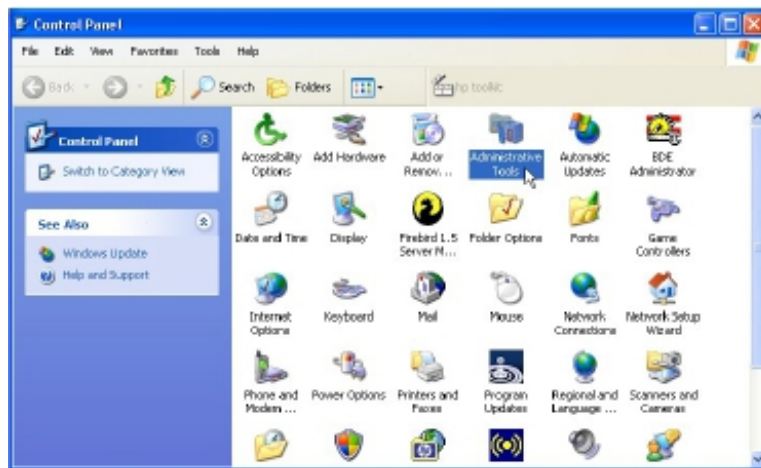 Control Panel
File Edit View Favorites Tools Help
Back Search Folders hp toolkit
Control Panel
Switch to Category View
See Also
Windows Update
Help and Support
Accessibility Options
Add Hardware
Add or Remov...
Administrative Tools
Automatic Updates
BDE Administrator
Date and Time
Display
Firebird 1.5 Server M...
Folder Options
Fonts
Game Controllers
Internet Options
Keyboard
Mail
Mouse
Network Connections
Network Setup Wizard
Phone and Modem ...
Power Options
Printers and Faxes
Program Updates
Regional and Language ...
Scanners and Cameras